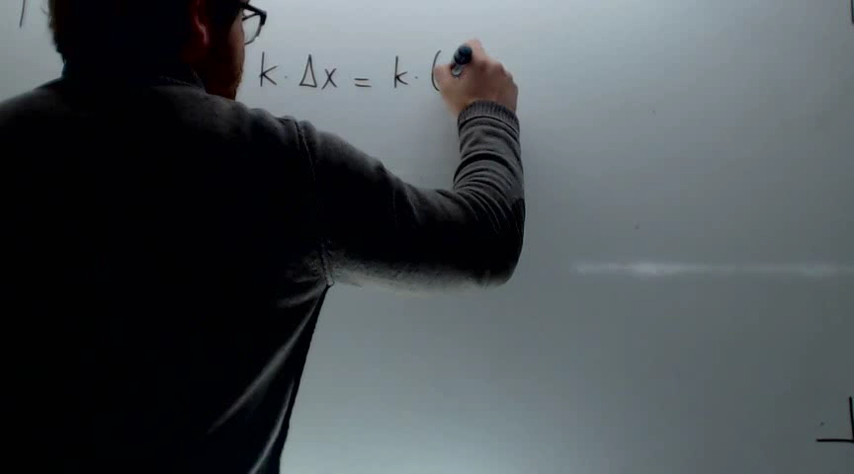 k · Δx = k · (